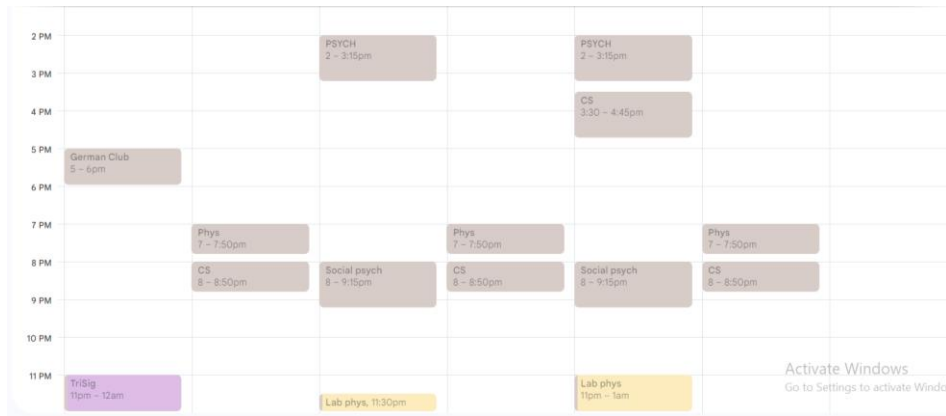 2 PM
PSYCH
2 – 3:15pm
PSYCH
2 – 3:15pm
3 PM
CS
3:30 – 4:45pm
4 PM
5 PM
German Club
5 – 6pm
6 PM
7 PM
Phys
7 – 7:50pm
Phys
7 – 7:50pm
Phys
7 – 7:50pm
8 PM
CS
8 – 8:50pm
Social psych
8 – 9:15pm
CS
8 – 8:50pm
Social psych
8 – 9:15pm
CS
8 – 8:50pm
9 PM
10 PM
11 PM
TriSig
11pm – 12am
Lab phys, 11:30pm
Lab phys
11pm – 1am
Activate Windows
Go to Settings to activate Windo